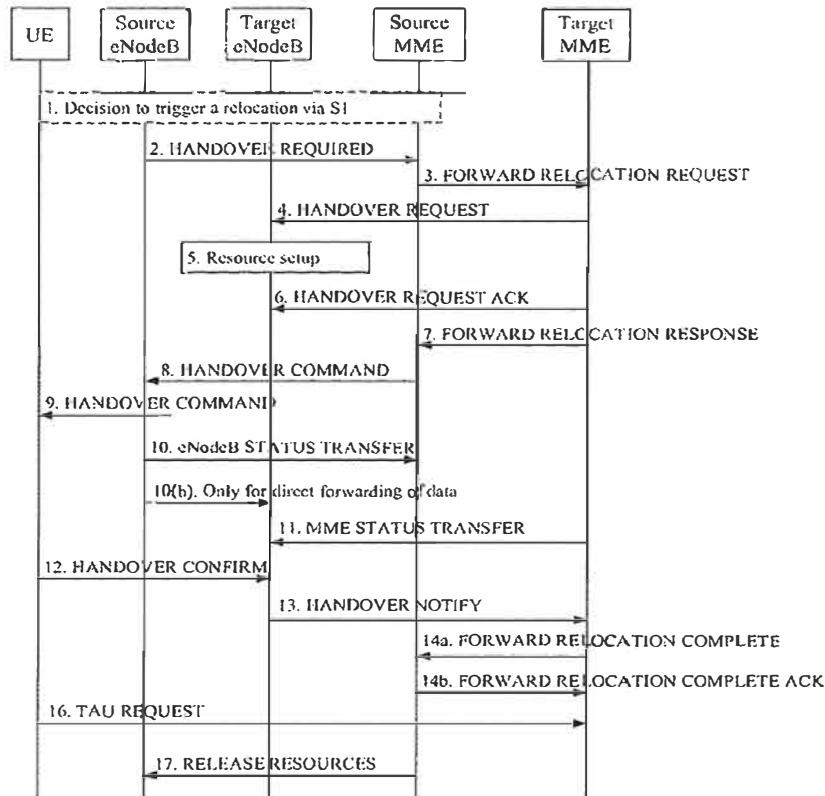 UE
Source
eNodeB
Target
eNodeB
Source
MME
Target
MME
1. Decision to trigger a relocation via S1
2. HANDOVER REQUIRED
3. FORWARD RELOCATION REQUEST
4. HANDOVER REQUEST
5. Resource setup
6. HANDOVER REQUEST ACK
7. FORWARD RELOCATION RESPONSE
8. HANDOVER COMMAND
9. HANDOVER COMMAND
10. eNodeB STATUS TRANSFER
10(b). Only for direct forwarding of data
11. MME STATUS TRANSFER
12. HANDOVER CONFIRM
13. HANDOVER NOTIFY
14a. FORWARD RELOCATION COMPLETE
14b. FORWARD RELOCATION COMPLETE ACK
16. TAU REQUEST
17. RELEASE RESOURCES